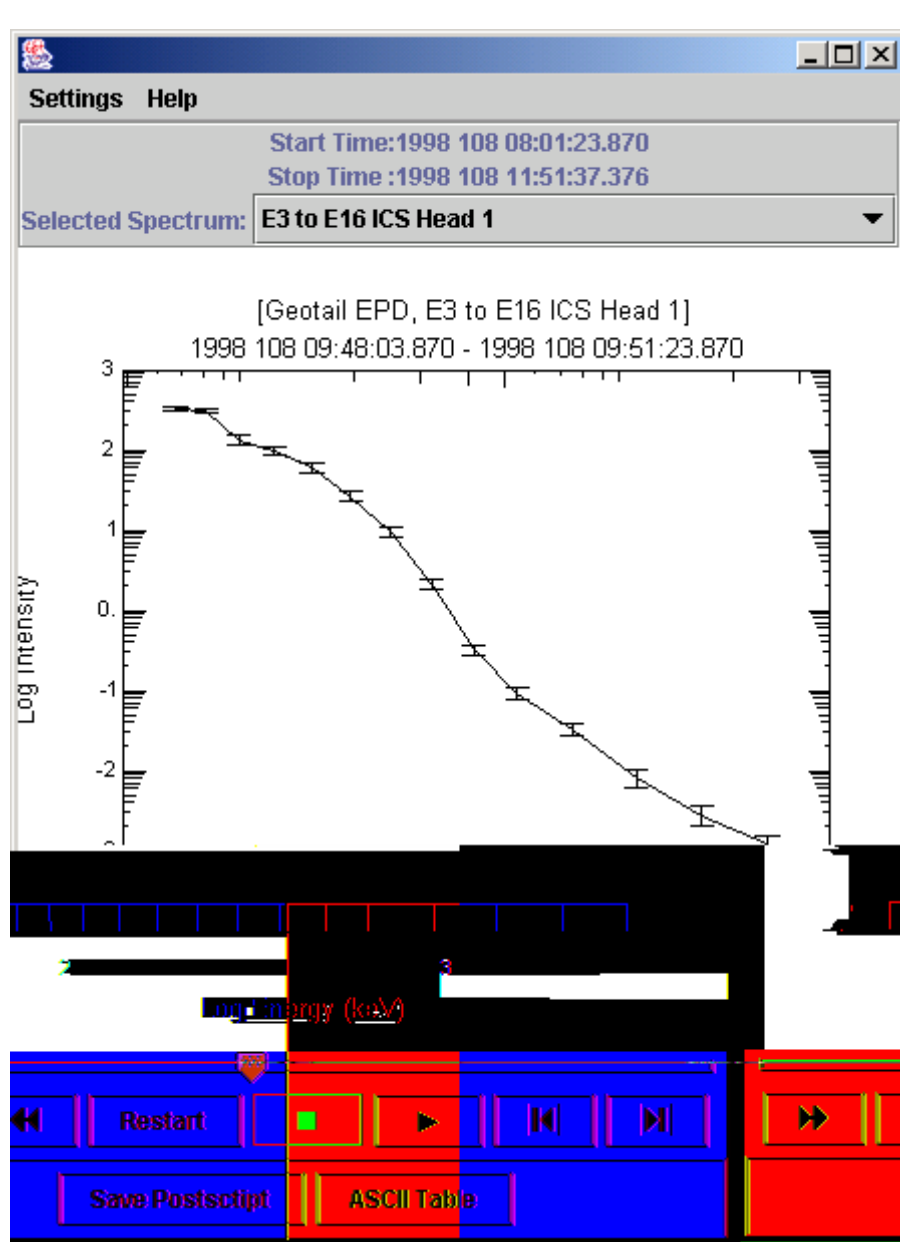 Settings Help
Start Time:1998 108 08:01:23.870
Stop Time :1998 108 11:51:37.376
Selected Spectrum: E3 to E16 ICS Head 1
[Geotail EPD, E3 to E16 ICS Head 1]
1998 108 09:48:03.870 - 1998 108 09:51:23.870
3
2
1
0.
-1
-2
Log Intensity
2 3
Log Energy (keV)
Restart
Save Postsctipt ASCII Table